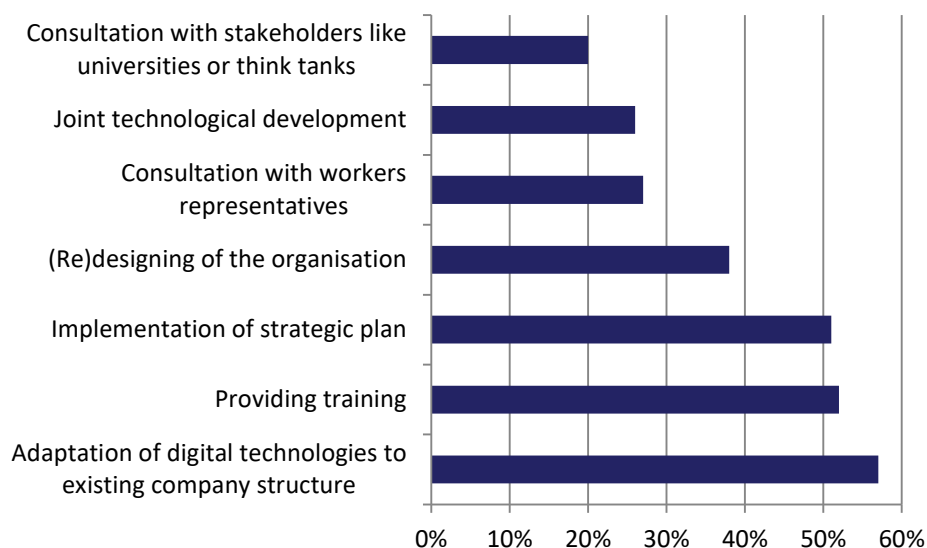 Consultation with stakeholders like
universities or think tanks
Joint technological development
Consultation with workers
representatives
(Re)designing of the organisation
Implementation of strategic plan
Providing training
Adaptation of digital technologies to
existing company structure
0% 10% 20% 30% 40% 50% 60%